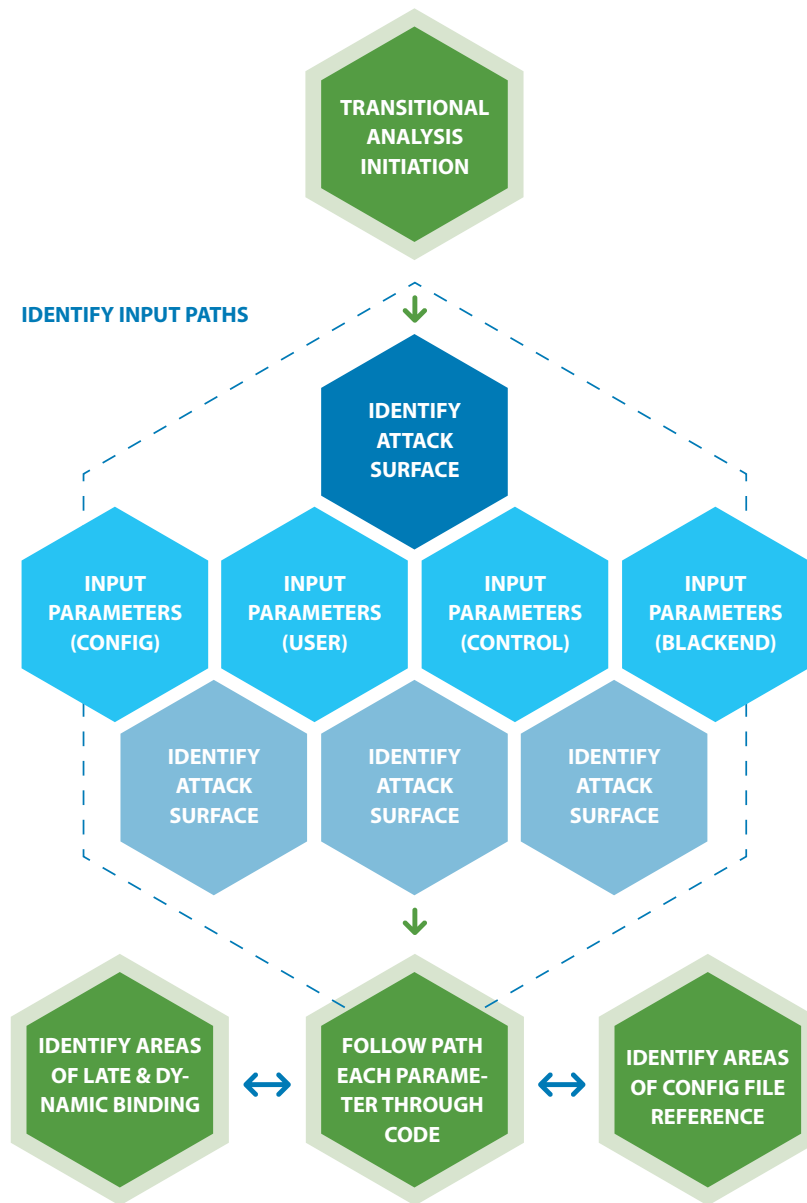 TRANSITIONAL
ANALYSIS
INITIATION
IDENTIFY INPUT PATHS
IDENTIFY
ATTACK
SURFACE
INPUT
PARAMETERS
(CONFIG)
INPUT
PARAMETERS
(USER)
INPUT
PARAMETERS
(CONTROL)
INPUT
PARAMETERS
(BLACKEND)
IDENTIFY
ATTACK
SURFACE
IDENTIFY
ATTACK
SURFACE
IDENTIFY
ATTACK
SURFACE
IDENTIFY AREAS
OF LATE & DY-
NAMIC BINDING
FOLLOW PATH
EACH PARAME-
TER THROUGH
CODE
IDENTIFY AREAS
OF CONFIG FILE
REFERENCE